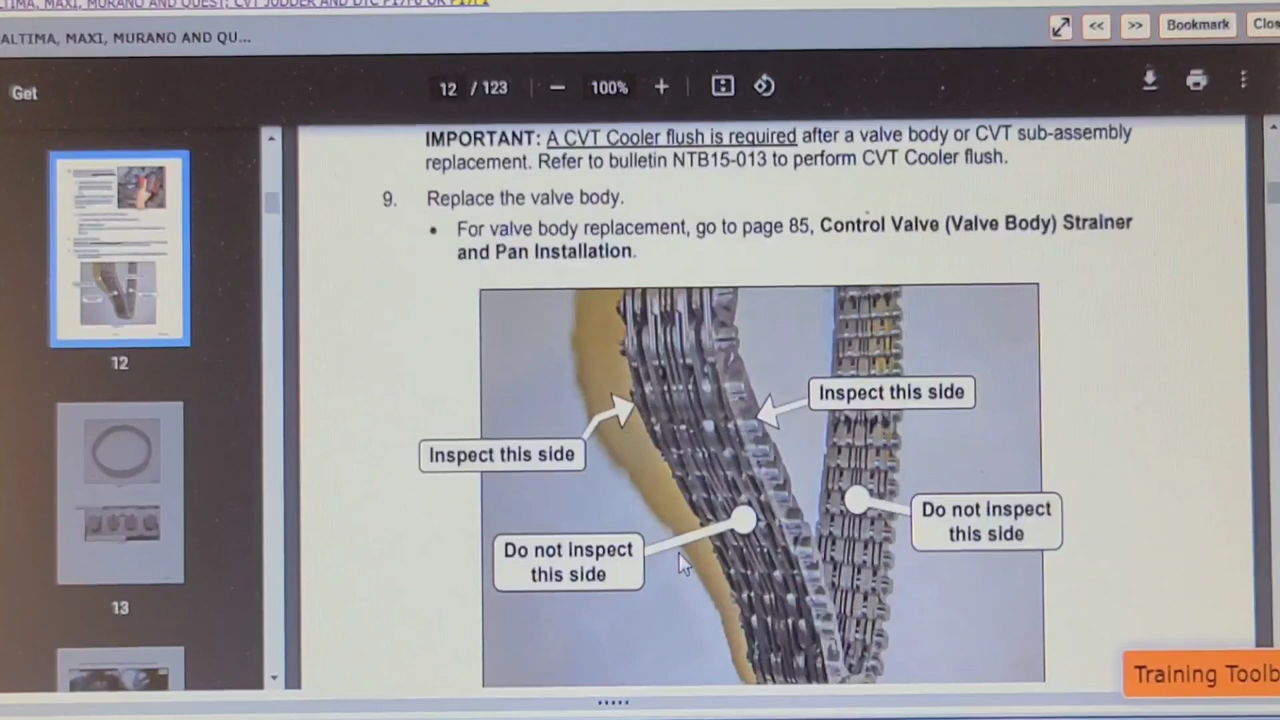 ALTIMA, MAXI, MURANO AND QU...
<< >> Bookmark
Get
12 / 123 100%
IMPORTANT: A CVT Cooler flush is required after a valve body or CVT sub-assembly
replacement. Refer to bulletin NTB15-013 to perform CVT Cooler flush.
9. Replace the valve body.
• For valve body replacement, go to page 85, Control Valve (Valve Body) Strainer
and Pan Installation.
Inspect this side
Inspect this side
Do not inspect
this side
Do not inspect
this side
12
13
Training Toolb